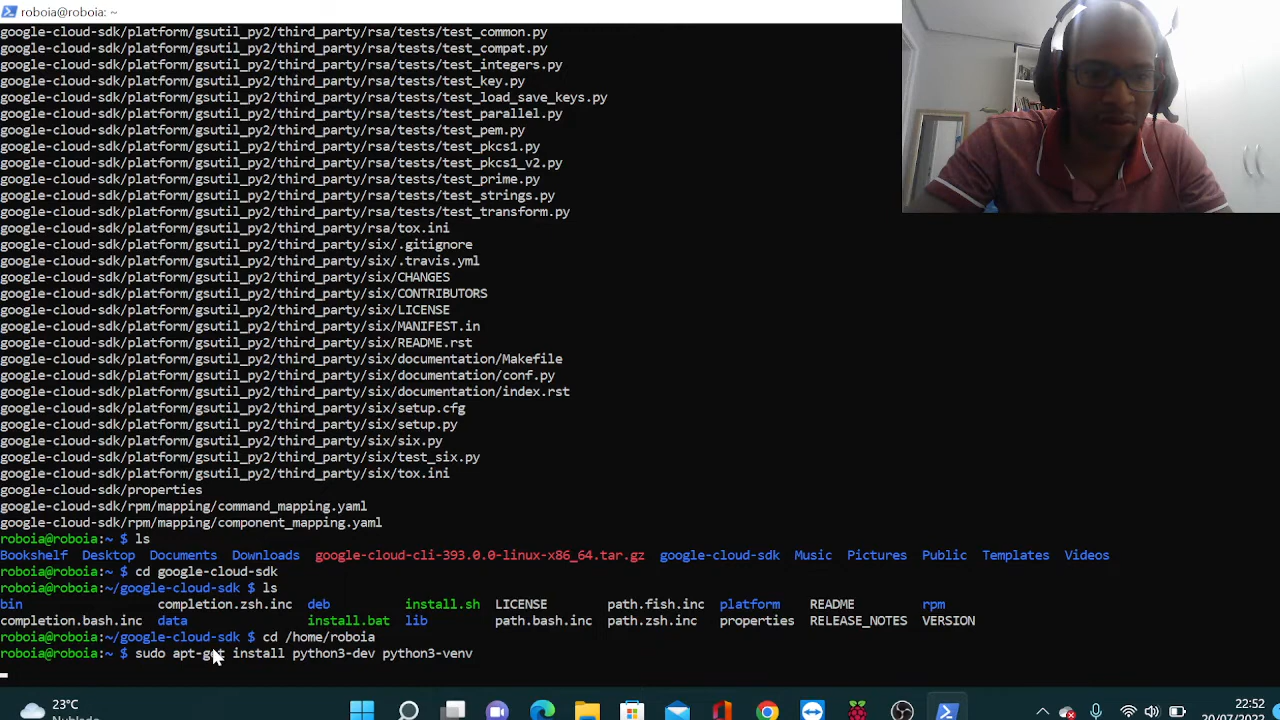 roboia@roboia: ~
google-cloud-sdk/platform/gsutil_py2/third_party/rsa/tests/test_common.py
google-cloud-sdk/platform/gsutil_py2/third_party/rsa/tests/test_compat.py
google-cloud-sdk/platform/gsutil_py2/third_party/rsa/tests/test_integers.py
google-cloud-sdk/platform/gsutil_py2/third_party/rsa/tests/test_key.py
google-cloud-sdk/platform/gsutil_py2/third_party/rsa/tests/test_load_save_keys.py
google-cloud-sdk/platform/gsutil_py2/third_party/rsa/tests/test_parallel.py
google-cloud-sdk/platform/gsutil_py2/third_party/rsa/tests/test_pem.py
google-cloud-sdk/platform/gsutil_py2/third_party/rsa/tests/test_pkcs1.py
google-cloud-sdk/platform/gsutil_py2/third_party/rsa/tests/test_pkcs1_v2.py
google-cloud-sdk/platform/gsutil_py2/third_party/rsa/tests/test_prime.py
google-cloud-sdk/platform/gsutil_py2/third_party/rsa/tests/test_strings.py
google-cloud-sdk/platform/gsutil_py2/third_party/rsa/tests/test_transform.py
google-cloud-sdk/platform/gsutil_py2/third_party/rsa/tox.ini
google-cloud-sdk/platform/gsutil_py2/third_party/six/.gitignore
google-cloud-sdk/platform/gsutil_py2/third_party/six/.travis.yml
google-cloud-sdk/platform/gsutil_py2/third_party/six/CHANGES
google-cloud-sdk/platform/gsutil_py2/third_party/six/CONTRIBUTORS
google-cloud-sdk/platform/gsutil_py2/third_party/six/LICENSE
google-cloud-sdk/platform/gsutil_py2/third_party/six/MANIFEST.in
google-cloud-sdk/platform/gsutil_py2/third_party/six/README.rst
google-cloud-sdk/platform/gsutil_py2/third_party/six/documentation/Makefile
google-cloud-sdk/platform/gsutil_py2/third_party/six/documentation/conf.py
google-cloud-sdk/platform/gsutil_py2/third_party/six/documentation/index.rst
google-cloud-sdk/platform/gsutil_py2/third_party/six/setup.cfg
google-cloud-sdk/platform/gsutil_py2/third_party/six/setup.py
google-cloud-sdk/platform/gsutil_py2/third_party/six/six.py
google-cloud-sdk/platform/gsutil_py2/third_party/six/test_six.py
google-cloud-sdk/platform/gsutil_py2/third_party/six/tox.ini
google-cloud-sdk/properties
google-cloud-sdk/rpm/mapping/command_mapping.yaml
google-cloud-sdk/rpm/mapping/component_mapping.yaml
roboia@roboia:~ $ ls
Bookshelf Desktop Documents Downloads google-cloud-cli-393.0.0-linux-x86_64.tar.gz google-cloud-sdk Music Pictures Public Templates Videos
roboia@roboia:~ $ cd google-cloud-sdk
roboia@roboia:~/google-cloud-sdk $ ls
bin completion.zsh.inc deb install.sh LICENSE path.fish.inc platform README rpm
completion.bash.inc data install.bat lib path.bash.inc path.zsh.inc properties RELEASE_NOTES VERSION
roboia@roboia:~/google-cloud-sdk $ cd /home/roboia
roboia@roboia:~ $ sudo apt-get install python3-dev python3-venv
23°C
22:52